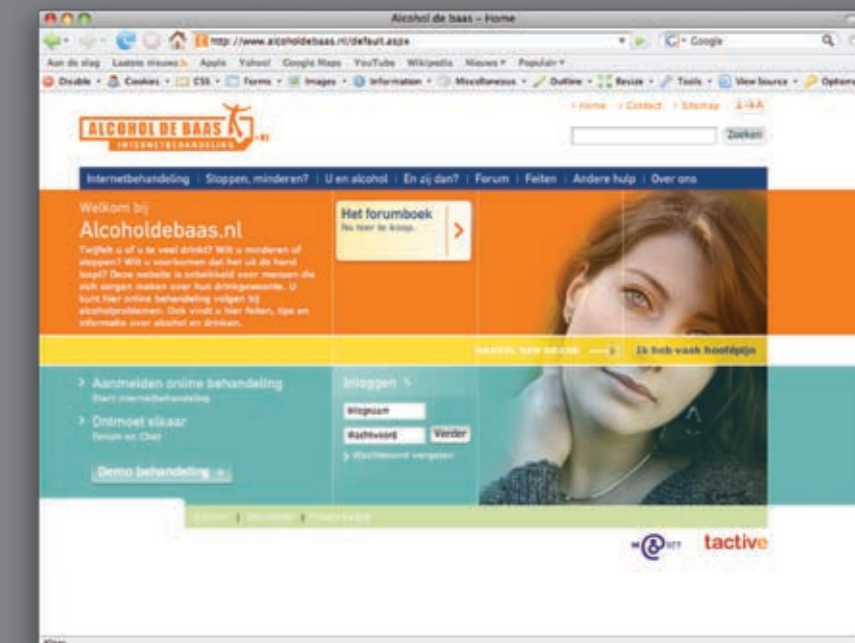 Alcohol de baas – Home
http://www.alcoholdebaas.nl/default.aspx
Google
Aan de slag Laatste nieuws Apple Yahoo! Google Maps YouTube Wikipedia Nieuws Populair
Disable Cookies CSS Forms Images Information Miscellaneous Outline Resize Tools View Source Options
Home Contact Sitemap A→A
ALCOHOL DE BAAS .NL
INTERNETBEHANDELING
Zoeken
Internetbehandeling | Stoppen, minderen? | U en alcohol | En zij dan? | Forum | Feiten | Andere hulp | Over ons
Welkom bij
Alcoholdebaas.nl
Twijfelt u of u te veel drinkt? Wilt u minderen of
stoppen? Wilt u voorkomen dat het uit de hand
loopt? Deze website is ontwikkeld voor mensen die
zich zorgen maken over hun drinkgewoonte. U
kunt hier online behandeling volgen bij
alcoholproblemen. Ook vindt u hier feiten, tips en
informatie over alcohol en drinken.
Het forumboek
Nu hier te koop.
Ik heb vaak hoofdpijn
Aanmelden online behandeling
Start internetbehandeling
Ontmoet elkaar
Forum en Chat
Demo behandeling
Inloggen
Inlognaam
Wachtwoord
Verder
Wachtwoord vergeten
tactive